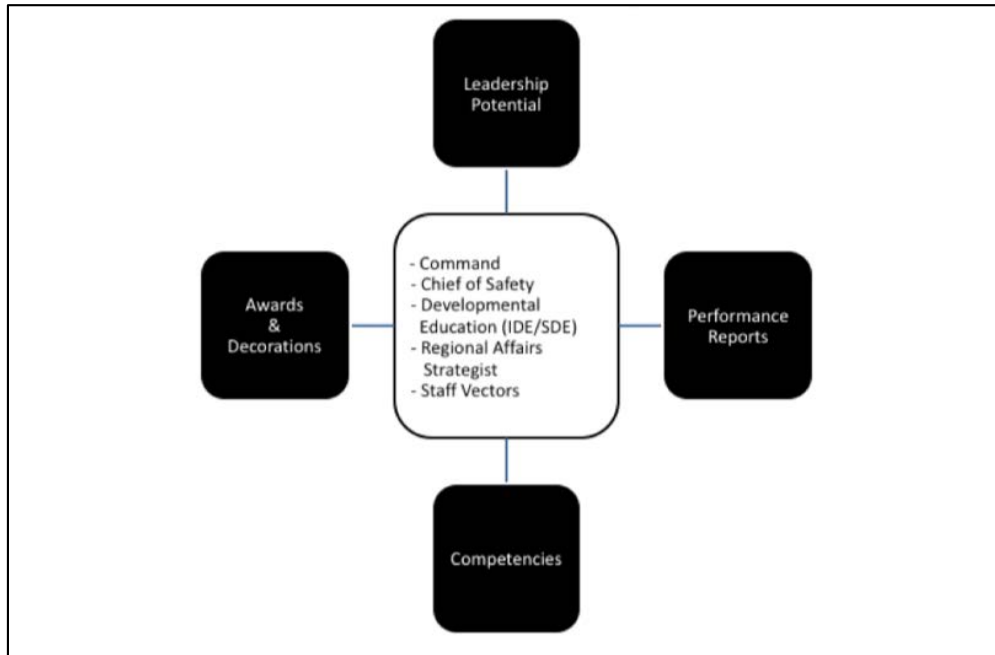 Leadership
Potential
Awards
&
Decorations
- Command
- Chief of Safety
- Developmental
Education (IDE/SDE)
- Regional Affairs
Strategist
- Staff Vectors
Performance
Reports
Competencies